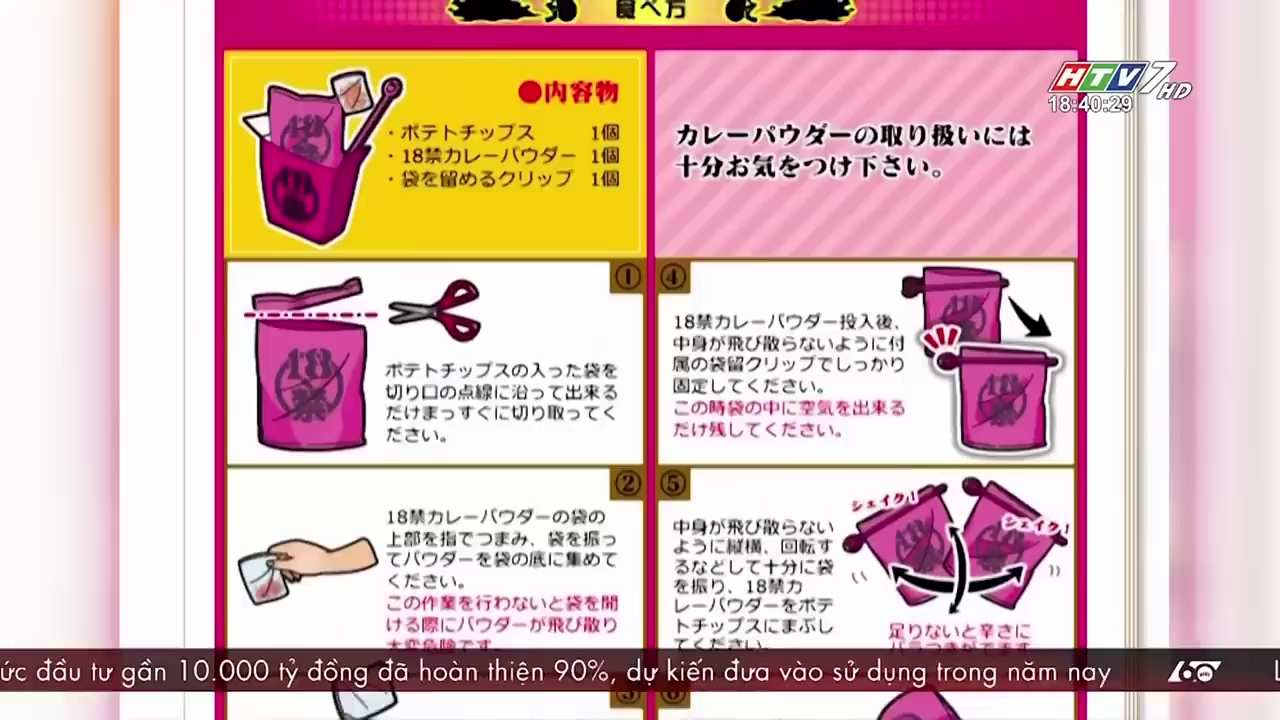 食べ方
HTV7 HD
18:40:29
●内容物
・ポテトチップス 1個
・18禁カレーパウダー 1個
・袋を留めるクリップ 1個
カレーパウダーの取り扱いには
十分お気をつけ下さい。
①
ポテトチップスの入った袋を
切り口の点線に沿って出来る
だけまっすぐに切り取ってく
ださい。
18禁
④
18禁カレーパウダー投入後、
中身が飛び散らないように付
属の袋留クリップでしっかり
固定してください。
この時袋の中に空気を出来る
だけ残してください。
②
18禁カレーパウダーの袋の
上部を指でつまみ、袋を振っ
てパウダーを袋の底に集めて
ください。
この作業を行わないと袋を開
ける際にパウダーが飛び散り
大変危険です。
⑤
シェイク!
シェイク!
中身が飛び散らない
ように縦横、回転す
るなどして十分に袋
を振り、18禁カ
レーパウダーをポテ
トチップスにまぶし
てください。
足りないと辛さに
バラつきがでます
ức đầu tư gần 10.000 tỷ đồng đã hoàn thiện 90%, dự kiến đưa vào sử dụng trong năm nay
60 giây
③
⑥